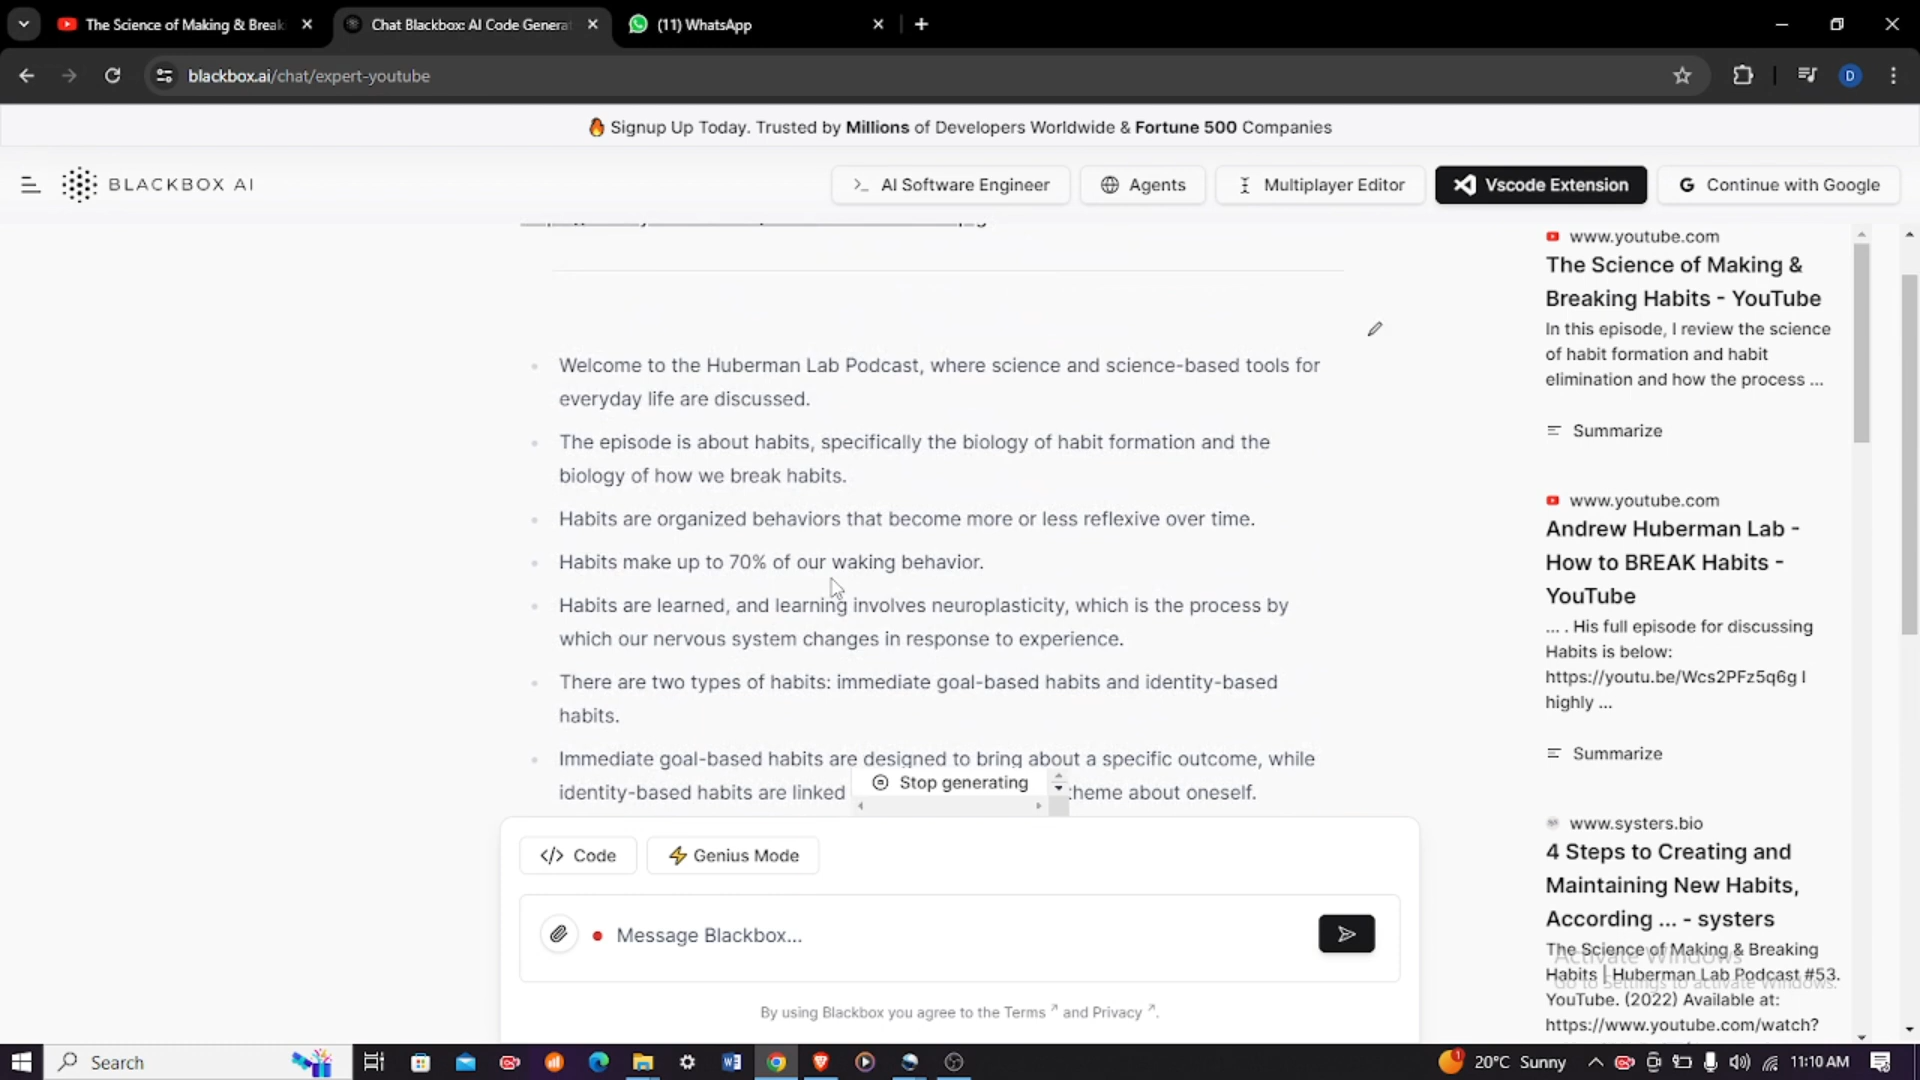 The Science of Making & Break
Chat Blackbox: AI Code Genera
(11) WhatsApp
blackbox.ai/chat/expert-youtube
D
Signup Up Today. Trusted by Millions of Developers Worldwide & Fortune 500 Companies
BLACKBOX AI
AI Software Engineer
Agents
Multiplayer Editor
Vscode Extension
G Continue with Google
Welcome to the Huberman Lab Podcast, where science and science-based tools for
everyday life are discussed.
The episode is about habits, specifically the biology of habit formation and the
biology of how we break habits.
Habits are organized behaviors that become more or less reflexive over time.
Habits make up to 70% of our waking behavior.
Habits are learned, and learning involves neuroplasticity, which is the process by
which our nervous system changes in response to experience.
There are two types of habits: immediate goal-based habits and identity-based
habits.
Immediate goal-based habits are designed to bring about a specific outcome, while
identity-based habits are linked theme about oneself.
Stop generating
www.youtube.com
The Science of Making &
Breaking Habits - YouTube
In this episode, I review the science
of habit formation and habit
elimination and how the process ...
Summarize
www.youtube.com
Andrew Huberman Lab -
How to BREAK Habits -
YouTube
... . His full episode for discussing
Habits is below:
https://youtu.be/Wcs2PFz5q6g I
highly ...
Summarize
www.systers.bio
4 Steps to Creating and
Maintaining New Habits,
According ... - systers
The Science of Making & Breaking
Habits | Huberman Lab Podcast #53.
YouTube. (2022) Available at:
https://www.youtube.com/watch?
Activate Windows
Go to Settings to activate Windows.
</> Code
Genius Mode
Message Blackbox...
By using Blackbox you agree to the Terms and Privacy .
Search
20°C Sunny
11:10 AM